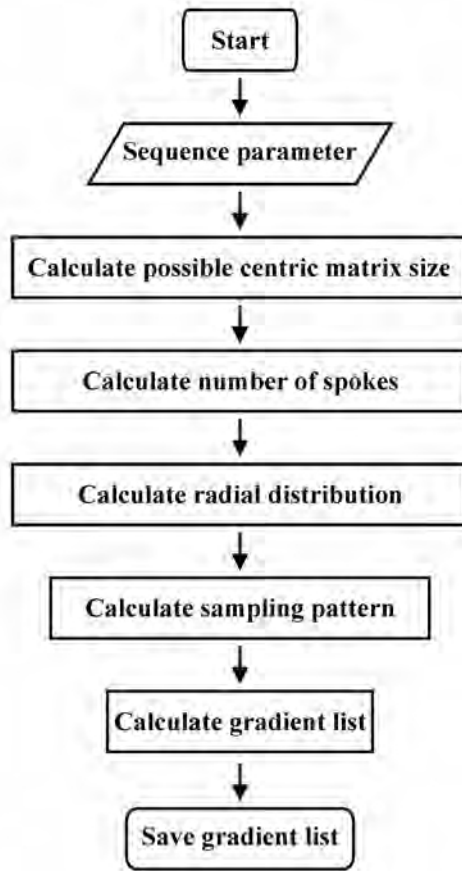 Start
Sequence parameter
Calculate possible centric matrix size
Calculate number of spokes
Calculate radial distribution
Calculate sampling pattern
Calculate gradient list
Save gradient list